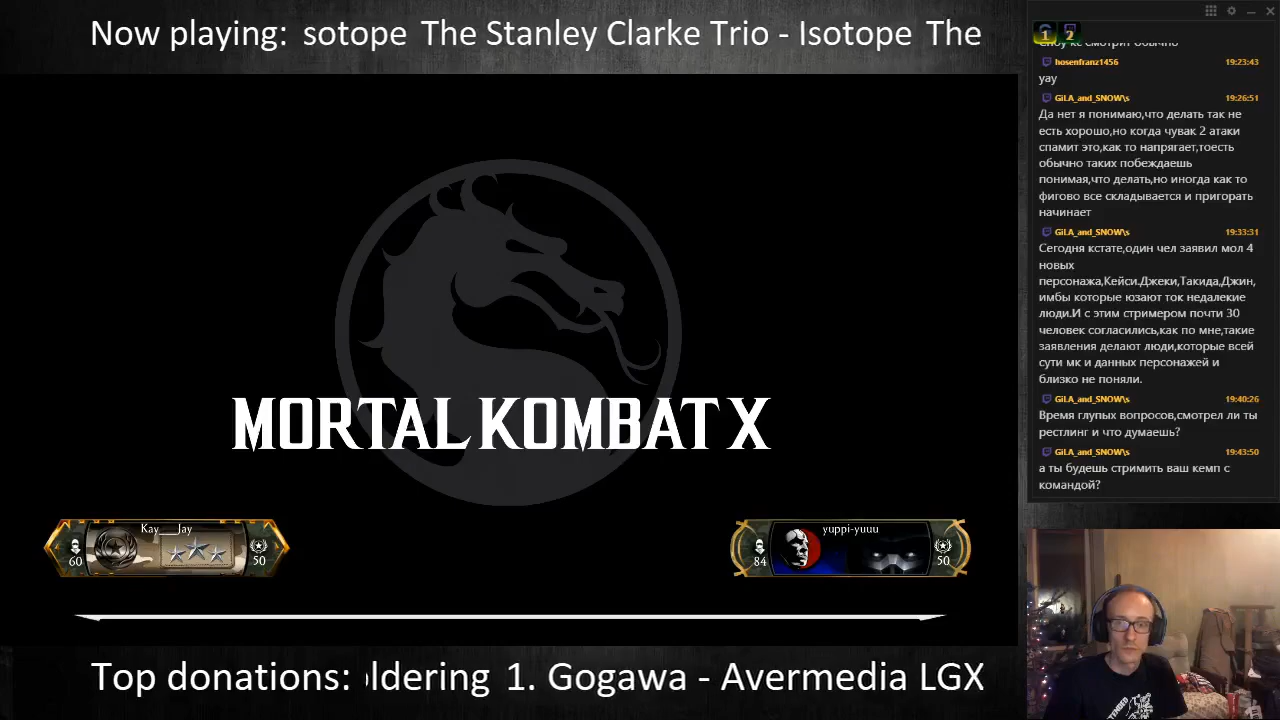 Now playing: sotope The Stanley Clarke Trio - Isotope The
1 2
Сноу кс смотрит обычно
hosenfranz1456 19:23:43
yay
GiLA_and_SNOW\s 19:26:51
Да нет я понимаю,что делать так не
есть хорошо,но когда чувак 2 атаки
спамит это,как то напрягает,тоесть
обычно таких побеждаешь
понимая,что делать,но иногда как то
фигово все складывается и пригорать
начинает
GiLA_and_SNOW\s 19:33:31
Сегодня кстате,один чел заявил мол 4
новых
персонажа,Кейси.Джеки,Такида,Джин,
имбы которые юзают ток недалекие
люди.И с этим стримером почти 30
человек согласились,как по мне,такие
заявления делают люди,которые всей
сути мк и данных персонажей и
близко не поняли.
GiLA_and_SNOW\s 19:40:26
Время глупых вопросов,смотрел ли ты
рестлинг и что думаешь?
GiLA_and_SNOW\s 19:43:50
а ты будешь стримить ваш кемп с
командой?
MORTAL KOMBAT X
Kay__Jay
60 50
yuppi-yuuu
84 50
Top donations: ldering 1. Gogawa - Avermedia LGX